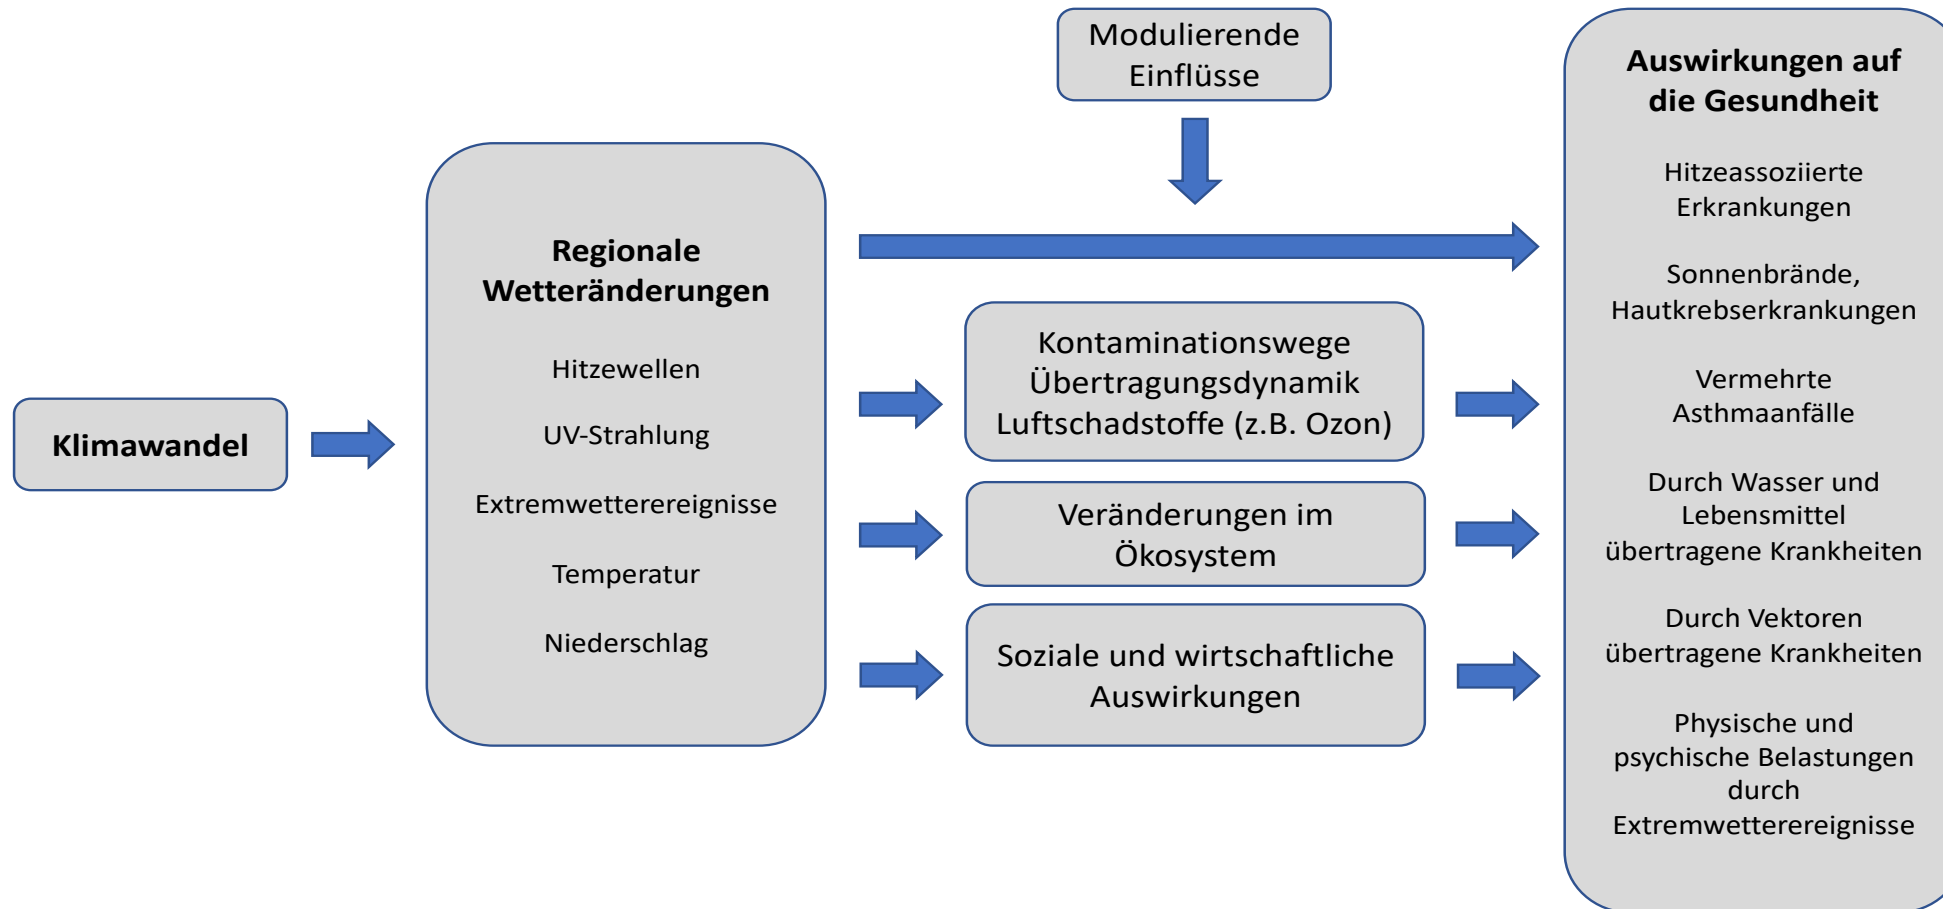 Klimawandel
Regionale
Wetteränderungen
Hitzewellen
UV-Strahlung
Extremwetterereignisse
Temperatur
Niederschlag
Modulierende
Einflüsse
Kontaminationswege
Übertragungsdynamik
Luftschadstoffe (z.B. Ozon)
Veränderungen im
Ökosystem
Soziale und wirtschaftliche
Auswirkungen
Auswirkungen auf
die Gesundheit
Hitzeassoziierte
Erkrankungen
Sonnenbrände,
Hautkrebserkrankungen
Vermehrte
Asthmaanfälle
Durch Wasser und
Lebensmittel
übertragene Krankheiten
Durch Vektoren
übertragene Krankheiten
Physische und
psychische Belastungen
durch
Extremwetterereignisse